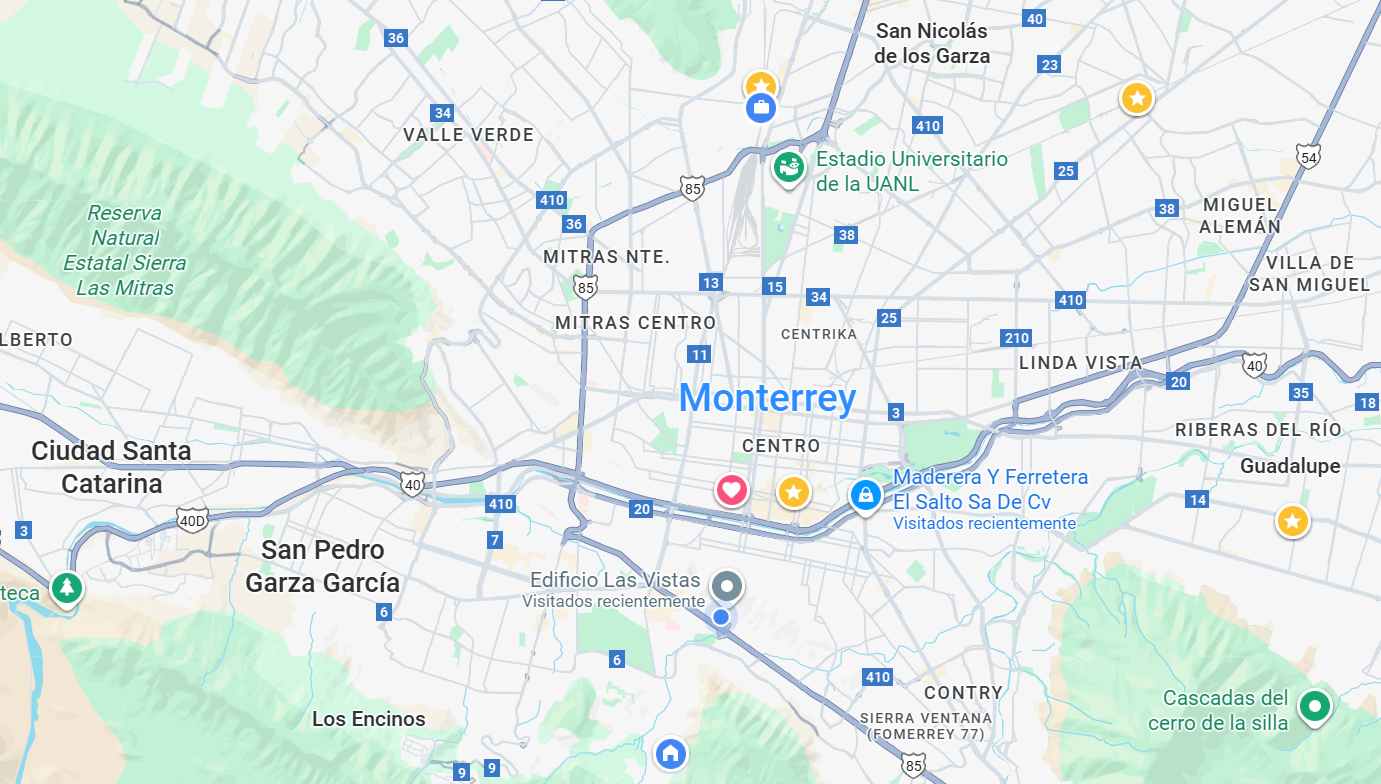 40
San Nicolás
de los Garza
36
23
34
VALLE VERDE
410
Estadio Universitario
de la UANL
54
25
85
410
36
38
MIGUEL
ALEMÁN
Reserva
Natural
Estatal Sierra
Las Mitras
38
MITRAS NTE.
VILLA DE
SAN MIGUEL
85
13
15
34
410
MITRAS CENTRO
25
CENTRIKA
210
LBERTO
11
LINDA VISTA
40
20
35
18
Monterrey
3
RIBERAS DEL RÍO
CENTRO
Ciudad Santa
Catarina
Guadalupe
40
Maderera Y Ferretera
El Salto Sa De Cv
Visitados recientemente
410
20
14
40D
3
7
San Pedro
Garza García
Edificio Las Vistas
Visitados recientemente
teca
6
6
410
CONTRY
Cascadas del
cerro de la silla
Los Encinos
SIERRA VENTANA
(FOMERREY 77)
85
9
9